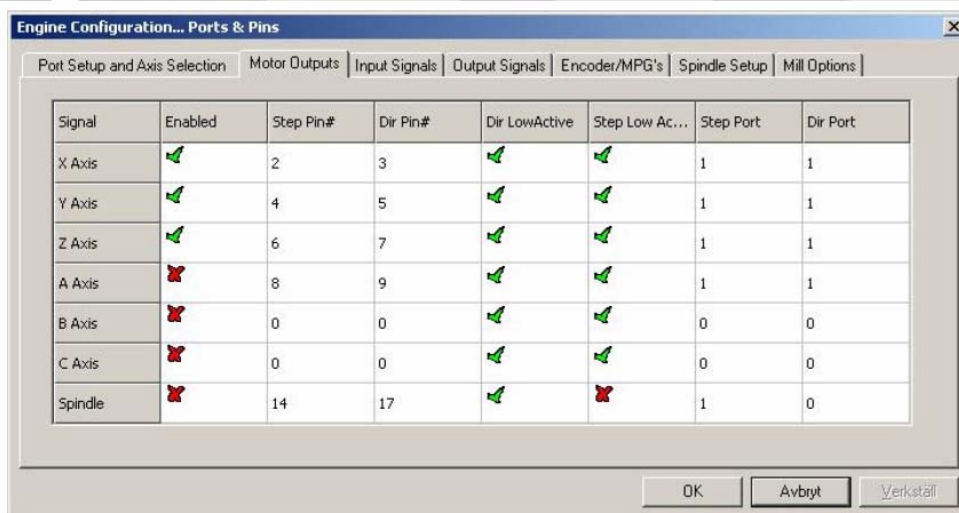 Engine Configuration... Ports & Pins
Port Setup and Axis Selection Motor Outputs Input Signals Output Signals Encoder/MPG's Spindle Setup Mill Options
Signal Enabled Step Pin# Dir Pin# Dir LowActive Step Low Ac... Step Port Dir Port
X Axis 2 3 1 1
Y Axis 4 5 1 1
Z Axis 6 7 1 1
A Axis 8 9 1 1
B Axis 0 0 0 0
C Axis 0 0 0 0
Spindle 14 17 1 0
OK Avbryt Verkställ